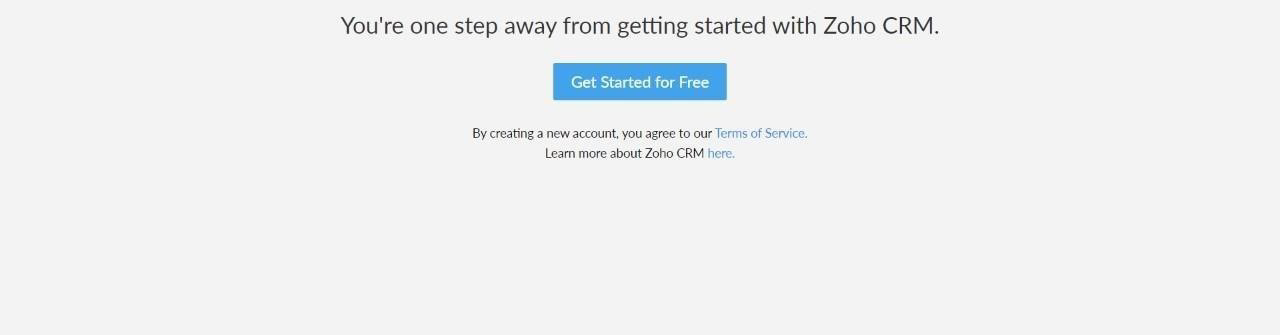 You're one step away from getting started with Zoho CRM.
Get Started for Free
By creating a new account, you agree to our Terms of Service.
Learn more about Zoho CRM here.